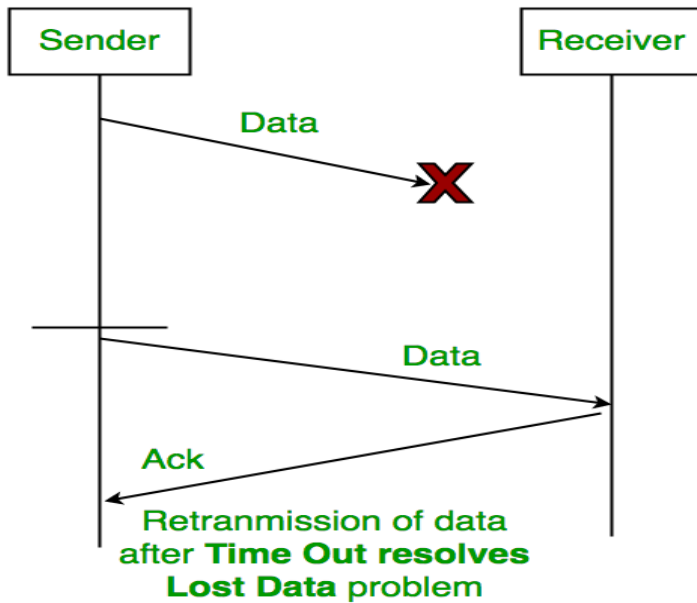 Sender
Receiver
Data
Data
Ack
Retranmission of data
after Time Out resolves
Lost Data problem